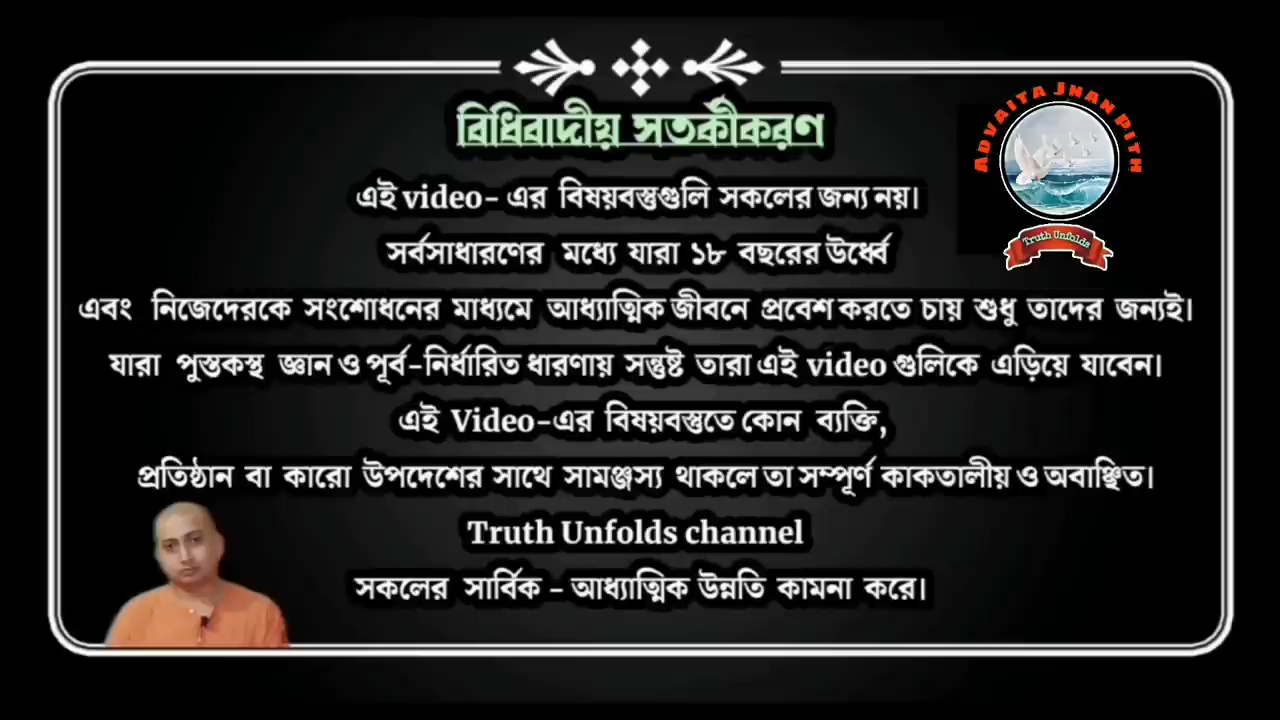 বিধিবাদীয় সতর্কীকরণ
ADVAITA JNAN PITH
Truth Unfolds
এই video- এর বিষয়বস্তুগুলি সকলের জন্য নয়।
সর্বসাধারণের মধ্যে যারা ১৮ বছরের উর্ধ্বে
এবং নিজেদেরকে সংশোধনের মাধ্যমে আধ্যাত্মিক জীবনে প্রবেশ করতে চায় শুধু তাদের জন্যই।
যারা পুস্তকস্থ জ্ঞান ও পূর্ব-নির্ধারিত ধারণায় সন্তুষ্ট তারা এই video গুলিকে এড়িয়ে যাবেন।
এই Video-এর বিষয়বস্তুতে কোন ব্যক্তি,
প্রতিষ্ঠান বা কারো উপদেশের সাথে সামঞ্জস্য থাকলে তা সম্পূর্ণ কাকতালীয় ও অবাঞ্ছিত।
Truth Unfolds channel
সকলের সার্বিক - আধ্যাত্মিক উন্নতি কামনা করে।